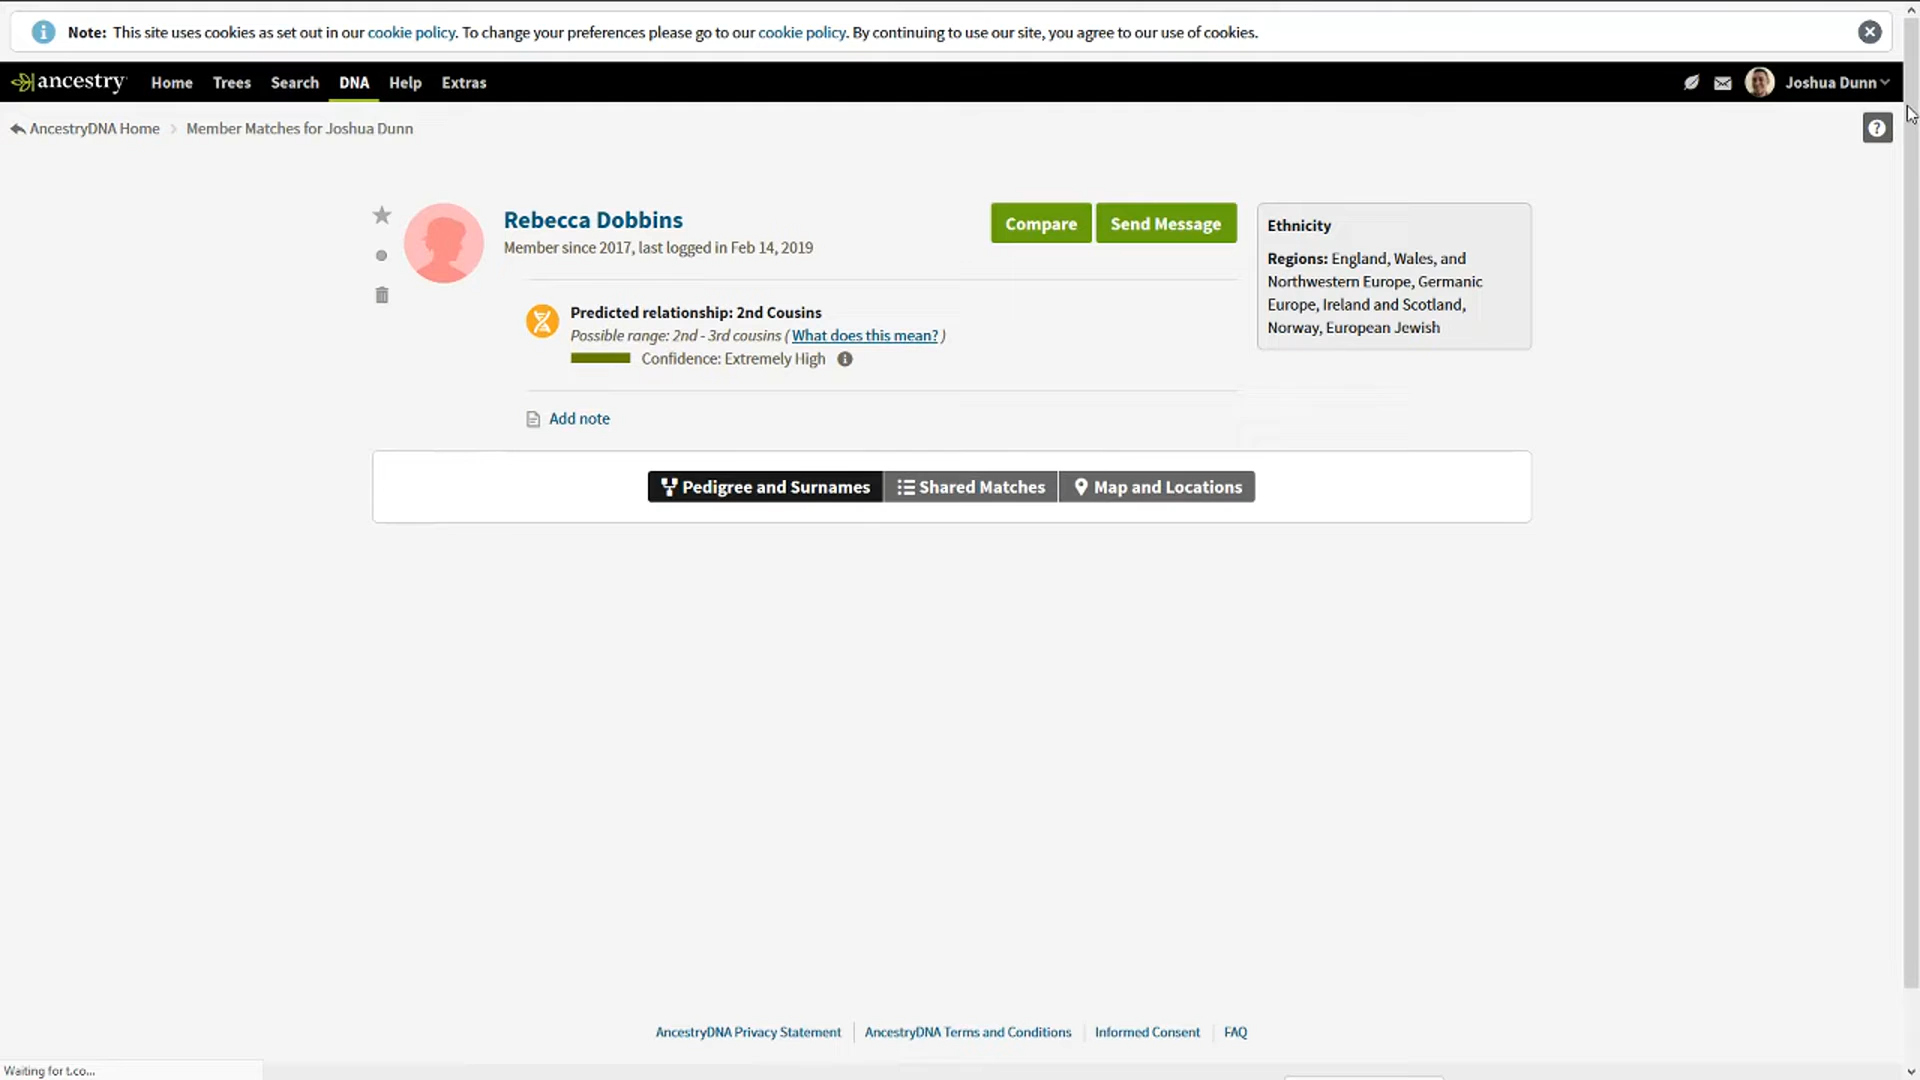 Note: This site uses cookies as set out in our cookie policy. To change your preferences please go to our cookie policy. By continuing to use our site, you agree to our use of cookies.
ancestry Home Trees Search DNA Help Extras Joshua Dunn
AncestryDNA Home Member Matches for Joshua Dunn
Rebecca Dobbins
Member since 2017, last logged in Feb 14, 2019
Compare Send Message
Predicted relationship: 2nd Cousins
Possible range: 2nd - 3rd cousins ( What does this mean? )
Confidence: Extremely High
Add note
Ethnicity
Regions: England, Wales, and
Northwestern Europe, Germanic
Europe, Ireland and Scotland,
Norway, European Jewish
Pedigree and Surnames Shared Matches Map and Locations
AncestryDNA Privacy Statement AncestryDNA Terms and Conditions Informed Consent FAQ
Waiting for t.co...